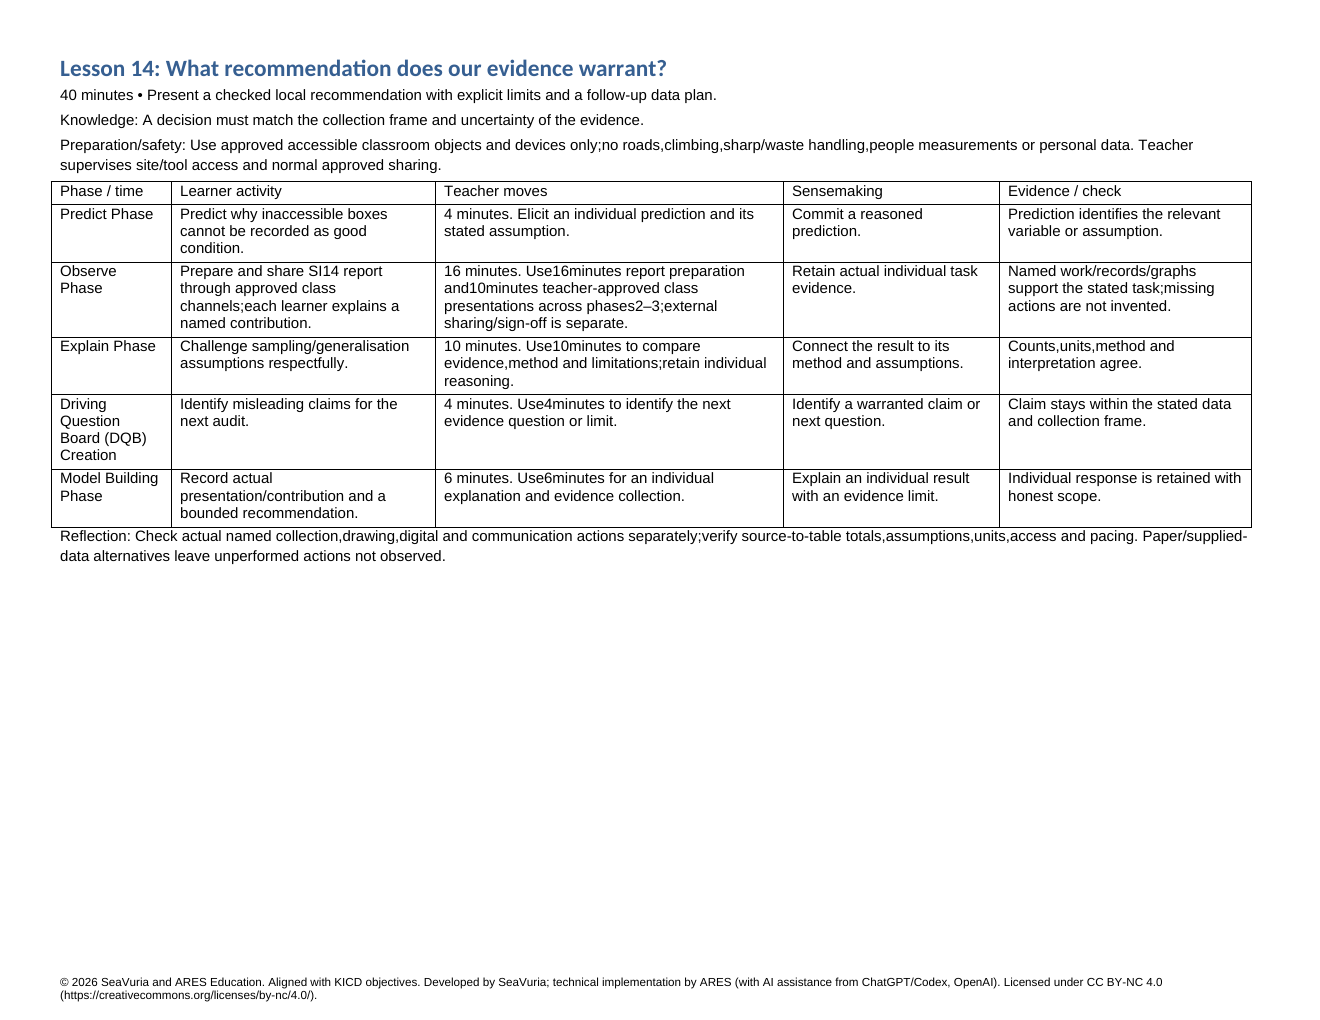 Lesson 14: What recommendation does our evidence warrant?
40 minutes • Present a checked local recommendation with explicit limits and a follow-up data plan.
Knowledge: A decision must match the collection frame and uncertainty of the evidence.
Preparation/safety: Use approved accessible classroom objects and devices only;no roads,climbing,sharp/waste handling,people measurements or personal data. Teacher
supervises site/tool access and normal approved sharing.
Phase / time
Learner activity
Teacher moves
Sensemaking
Evidence / check
Predict Phase
Predict why inaccessible boxes
cannot be recorded as good
condition.
4 minutes. Elicit an individual prediction and its
stated assumption.
Commit a reasoned
prediction.
Prediction identifies the relevant
variable or assumption.
Observe
Phase
Prepare and share SI14 report
through approved class
channels;each learner explains a
named contribution.
16 minutes. Use16minutes report preparation
and10minutes teacher-approved class
presentations across phases2–3;external
sharing/sign-off is separate.
Retain actual individual task
evidence.
Named work/records/graphs
support the stated task;missing
actions are not invented.
Explain Phase
Challenge sampling/generalisation
assumptions respectfully.
10 minutes. Use10minutes to compare
evidence,method and limitations;retain individual
reasoning.
Connect the result to its
method and assumptions.
Counts,units,method and
interpretation agree.
Driving
Question
Board (DQB)
Creation
Identify misleading claims for the
next audit.
4 minutes. Use4minutes to identify the next
evidence question or limit.
Identify a warranted claim or
next question.
Claim stays within the stated data
and collection frame.
Model Building
Phase
Record actual
presentation/contribution and a
bounded recommendation.
6 minutes. Use6minutes for an individual
explanation and evidence collection.
Explain an individual result
with an evidence limit.
Individual response is retained with
honest scope.
Reflection: Check actual named collection,drawing,digital and communication actions separately;verify source-to-table totals,assumptions,units,access and pacing. Paper/supplied-
data alternatives leave unperformed actions not observed.
© 2026 SeaVuria and ARES Education. Aligned with KICD objectives. Developed by SeaVuria; technical implementation by ARES (with AI assistance from ChatGPT/Codex, OpenAI). Licensed under CC BY-NC 4.0
(https://creativecommons.org/licenses/by-nc/4.0/).